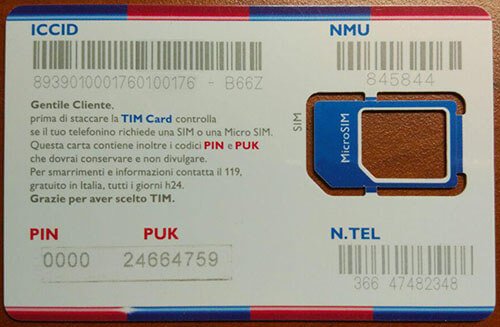 ICCID
8939010001760100176 - B66Z
NMU
845844
Gentile Cliente,
prima di staccare la TIM Card controlla
se il tuo telefonino richiede una SIM o una Micro SIM.
Questa carta contiene inoltre i codici PIN e PUK
che dovrai conservare e non divulgare.
Per smarrimenti e informazioni contatta il 119,
gratuito in Italia, tutti i giorni h24.
Grazie per aver scelto TIM.
SIM
MicroSIM
PIN PUK
0000 24664759
N.TEL
366 47482348